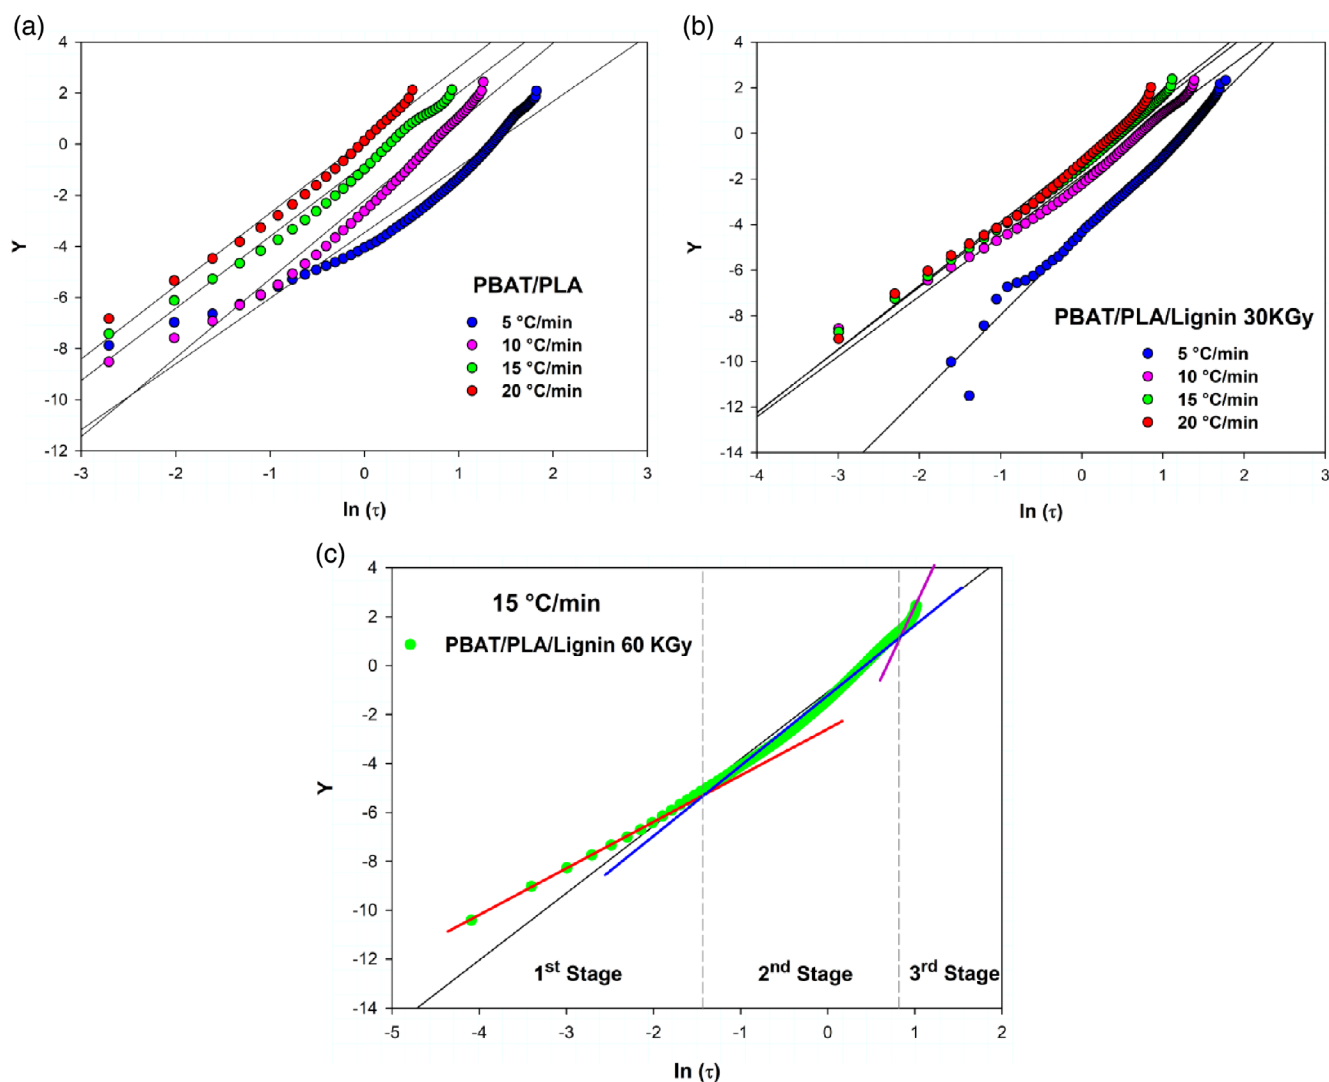 (a)
4
2
0
-2
-4
-6
-8
-10
-12
Y
-3 -2 -1 0 1 2 3
ln (τ)
PBAT/PLA
5 °C/min
10 °C/min
15 °C/min
20 °C/min
(b)
4
2
0
-2
-4
-6
-8
-10
-12
-14
Y
-4 -3 -2 -1 0 1 2 3
ln (τ)
PBAT/PLA/Lignin 30KGy
5 °C/min
10 °C/min
15 °C/min
20 °C/min
(c)
4
2
0
-2
-4
-6
-8
-10
-12
-14
Y
15 °C/min
PBAT/PLA/Lignin 60 KGy
1st Stage 2nd Stage 3rd Stage
-5 -4 -3 -2 -1 0 1 2
ln (τ)